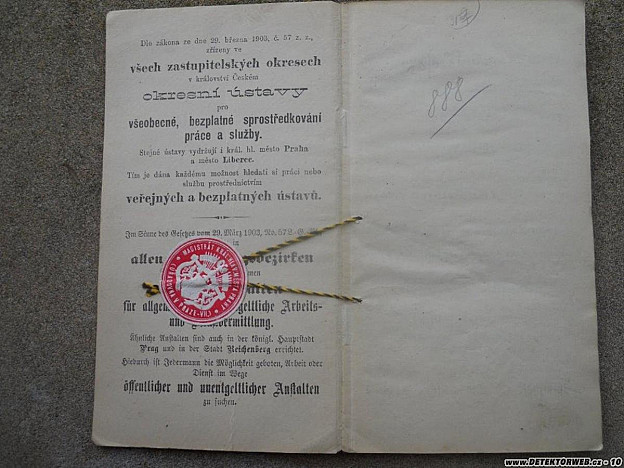 Dle zákona ze dne 29. března 1903, č. 57 z. z.,
zřízeny ve
všech zastupitelských okresech
v království Českém
okresní ústavy
pro
všeobecné, bezplatné sprostředkování
práce a služby.
Stejné ústavy vydržují i král. hl. město Praha
a město Liberec.
Tím je dána každému možnost hledati si práci nebo
službu prostřednictvím
veřejných a bezplatných ústavů.
Im Sinne des Gesetzes vom 29. März 1903, No. 57
in
allen
für
und
Ähnliche Anstalten sind auch in der königl. Hauptstadt
Prag und in der Stadt Reichenberg errichtet.
Hiedurch ist Jedermann die Möglichkeit geboten, Arbeit oder
Dienst im Wege
öffentlicher und unentgeltlicher Anstalten
zu suchen.
MAGISTRÁT
888
www.DETEKTORWEB.cz - 10